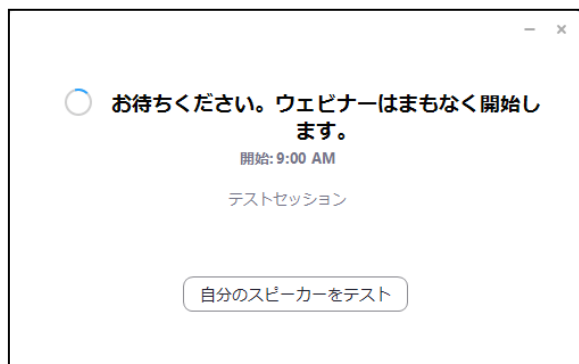 お待ちください。ウェビナーはまもなく開始し
ます。
開始: 9:00 AM
テストセッション
自分のスピーカーをテスト